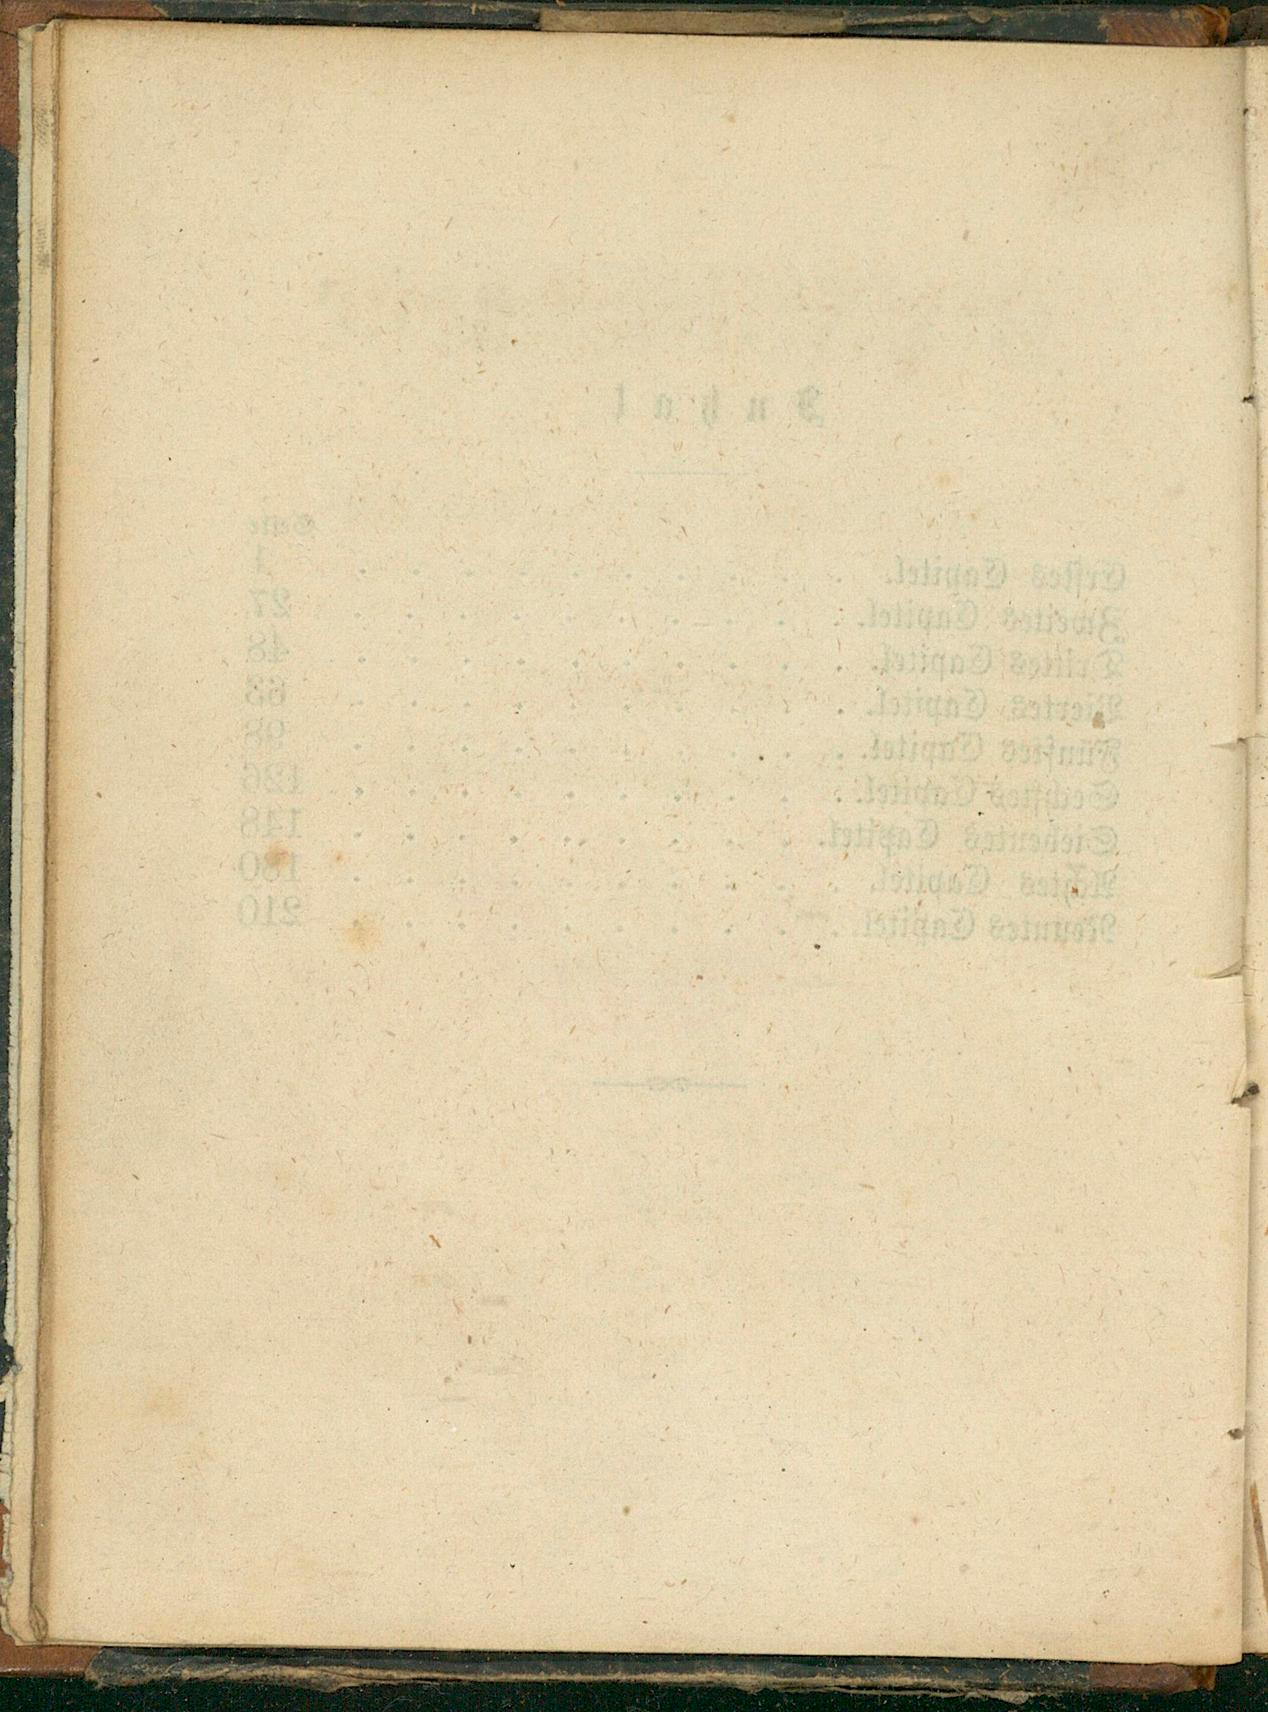 Inhalt
Seite
Erstes Capitel. . . . . . . . . . . 1
Zweites Capitel. . . . . . . . . . . 27
Drittes Capitel. . . . . . . . . . . 48
Viertes Capitel. . . . . . . . . . . 63
Fünftes Capitel. . . . . . . . . . . 98
Sechstes Capitel. . . . . . . . . . . 126
Siebentes Capitel. . . . . . . . . . 148
Achtes Capitel. . . . . . . . . . . 180
Neuntes Capitel. . . . . . . . . . 210